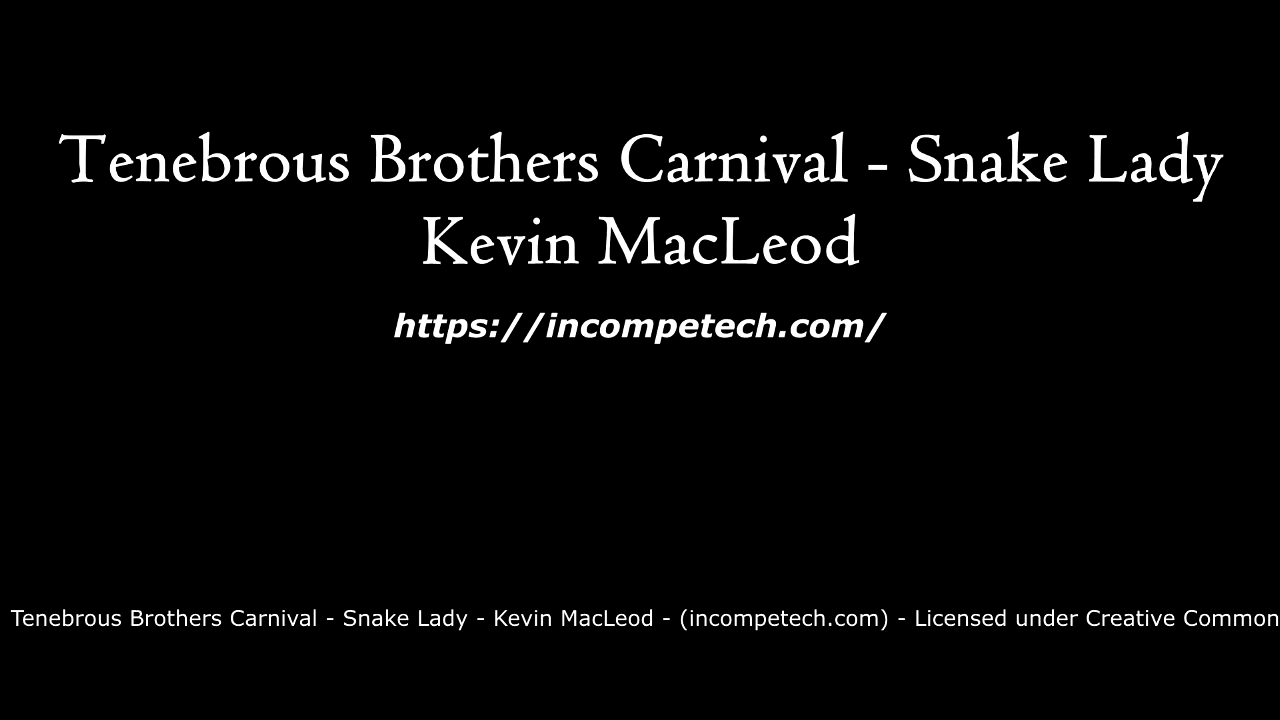 Tenebrous Brothers Carnival - Snake Lady
Kevin MacLeod
https://incompetech.com/
Tenebrous Brothers Carnival - Snake Lady - Kevin MacLeod - (incompetech.com) - Licensed under Creative Common